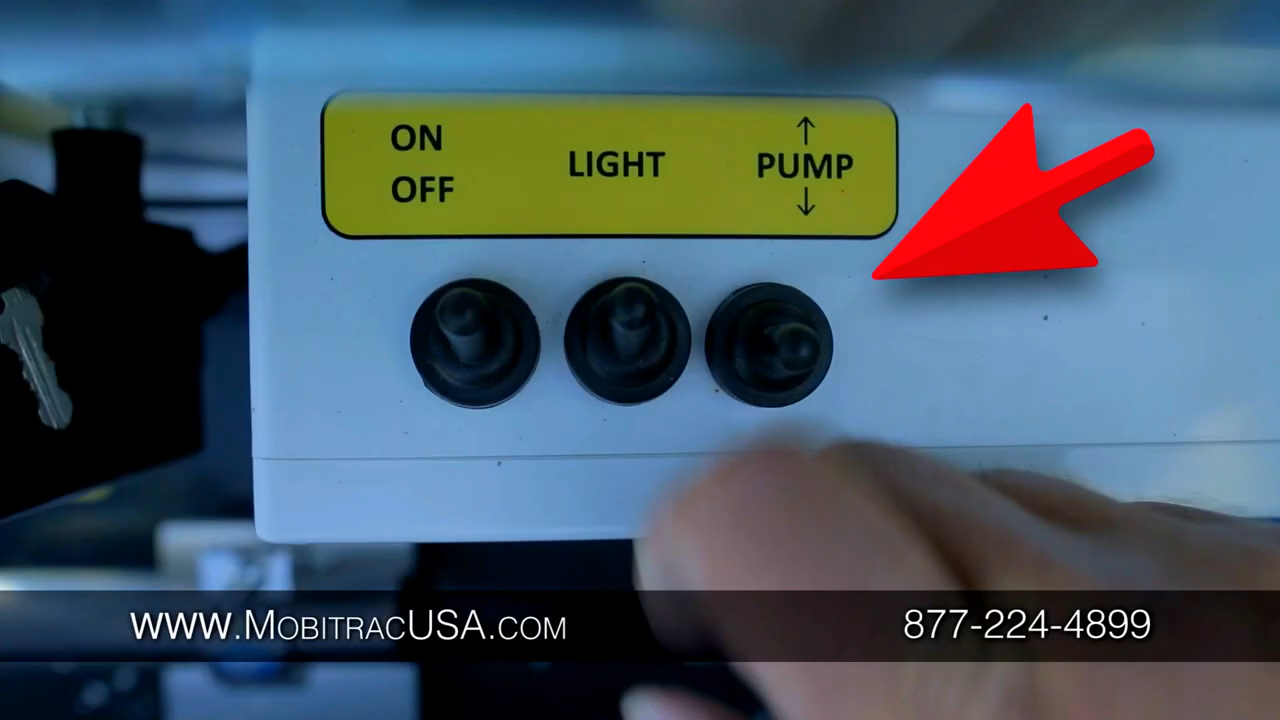 ON
OFF
LIGHT
↑
PUMP
↓
WWW.MOBITRACUSA.COM
877-224-4899